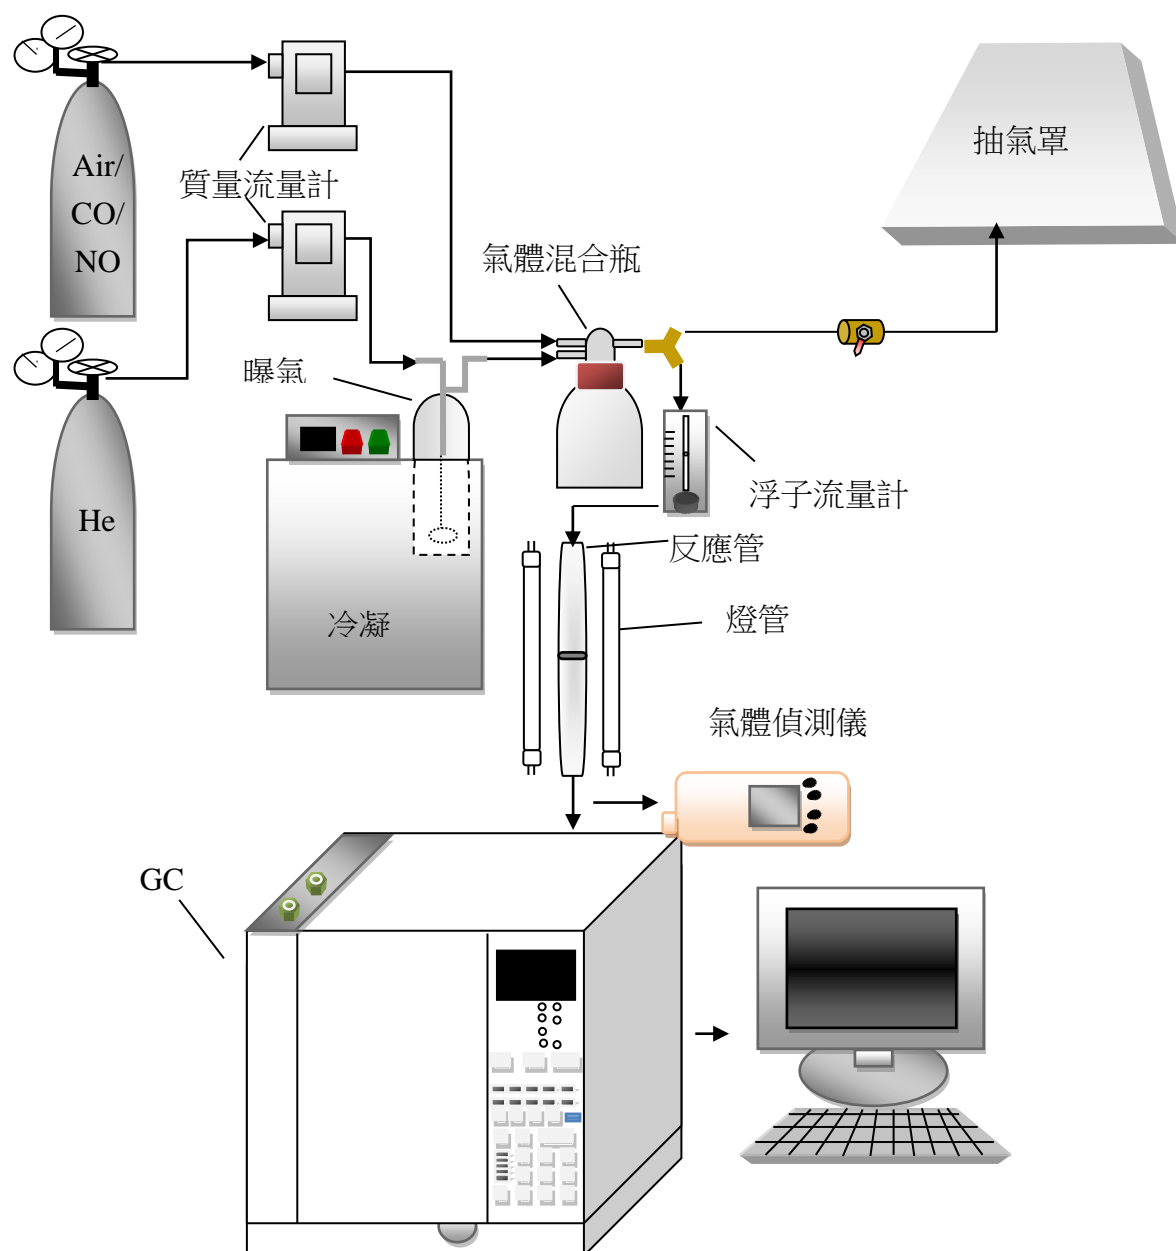 Air/
CO/
NO
質量流量計
抽氣罩
氣體混合瓶
曝氣
He
浮子流量計
反應管
冷凝
燈管
氣體偵測儀
GC